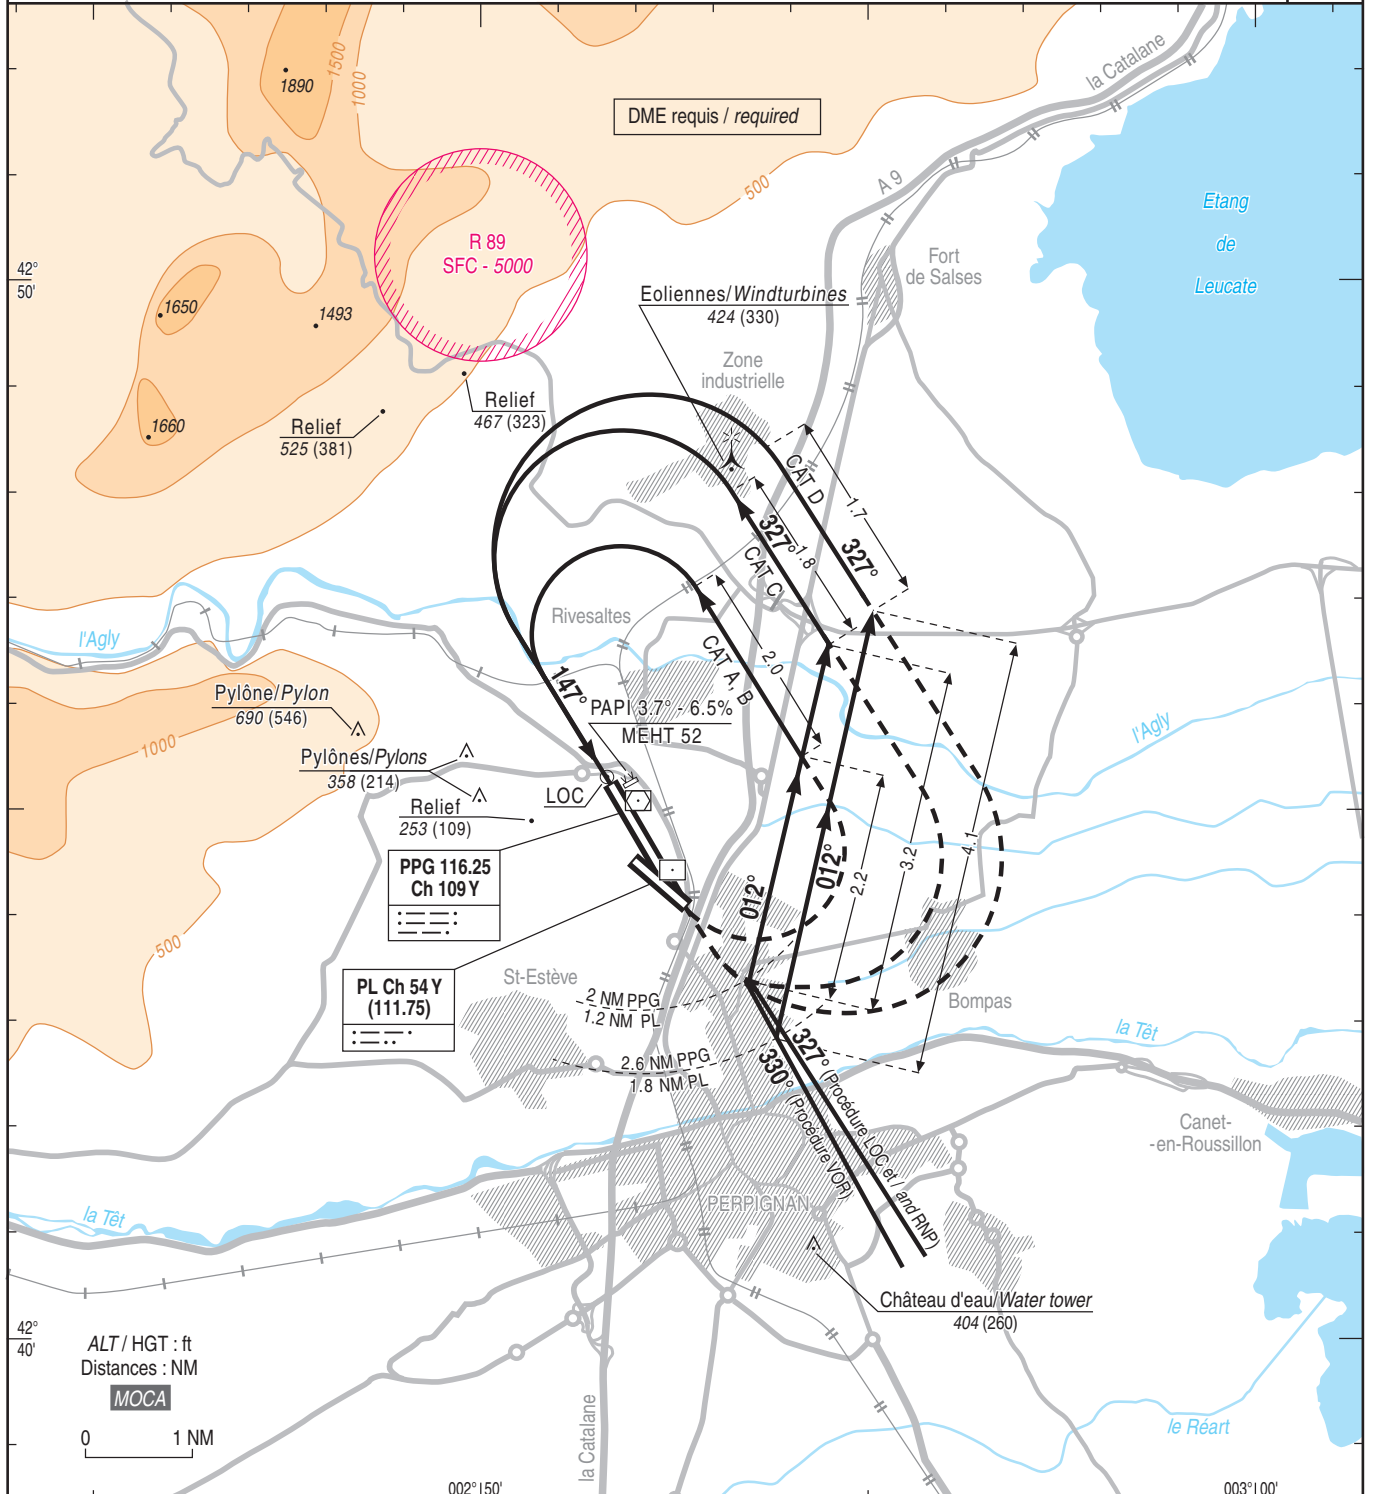 1890
1500
1000
DME requis / required
la Catalane
A 9
500
Etang
de
Leucate
R 89
SFC - 5000
Fort
de Salses
42°
50'
1650
1493
Eoliennes/Windturbines
424 (330)
Zone
industrielle
Relief
467 (323)
1660
Relief
525 (381)
CAT D
1.7
327°
327°
1.8
CAT C
Rivesaltes
l'Agly
2.0
CAT A, B
147°
PAPI 3.7° - 6.5%
MEHT 52
Pylône/Pylon
690 (546)
1000
Pylônes/Pylons
358 (214)
l'Agly
LOC
Relief
253 (109)
PPG 116.25
Ch 109 Y
012°
012°
2.2
3.2
4.1
500
PL Ch 54 Y
(111.75)
St-Estève
2 NM PPG
1.2 NM PL
Bompas
la Têt
2.6 NM PPG
1.8 NM PL
327° (Procédure LOC et / and RNP)
330° (Procédure VOR)
Canet-
-en-Roussillon
PERPIGNAN
la Têt
Château d'eau/Water tower
404 (260)
42°
40'
ALT / HGT : ft
Distances : NM
MOCA
0 1 NM
la Catalane
le Réart
002°50'
003°00'